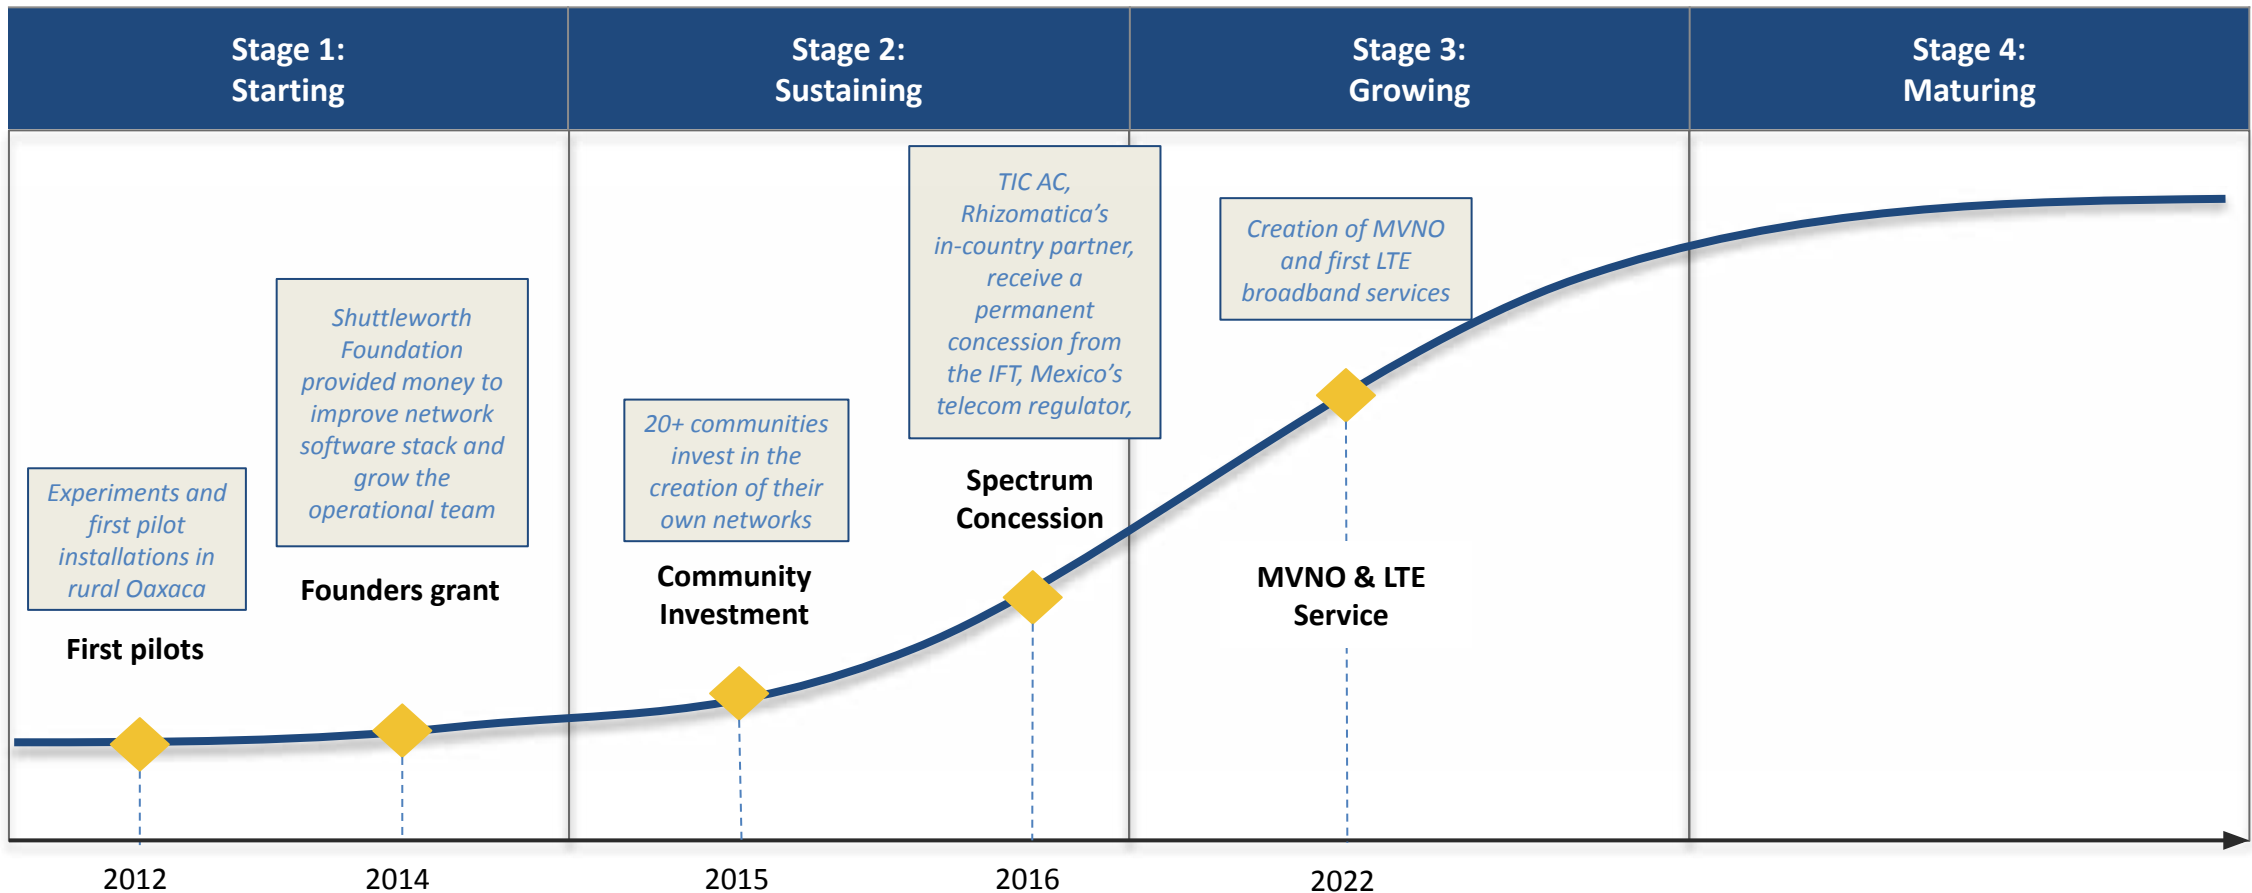 Stage 1:
Starting
Stage 2:
Sustaining
Stage 3:
Growing
Stage 4:
Maturing
Experiments and
first pilot
installations in
rural Oaxaca
First pilots
Shuttleworth
Foundation
provided money to
improve network
software stack and
grow the
operational team
Founders grant
20+ communities
invest in the
creation of their
own networks
Community
Investment
TIC AC,
Rhizomatica’s
in-country partner,
receive a
permanent
concession from
the IFT, Mexico’s
telecom regulator,
Spectrum
Concession
Creation of MVNO
and first LTE
broadband services
MVNO & LTE
Service
2012
2014
2015
2016
2022